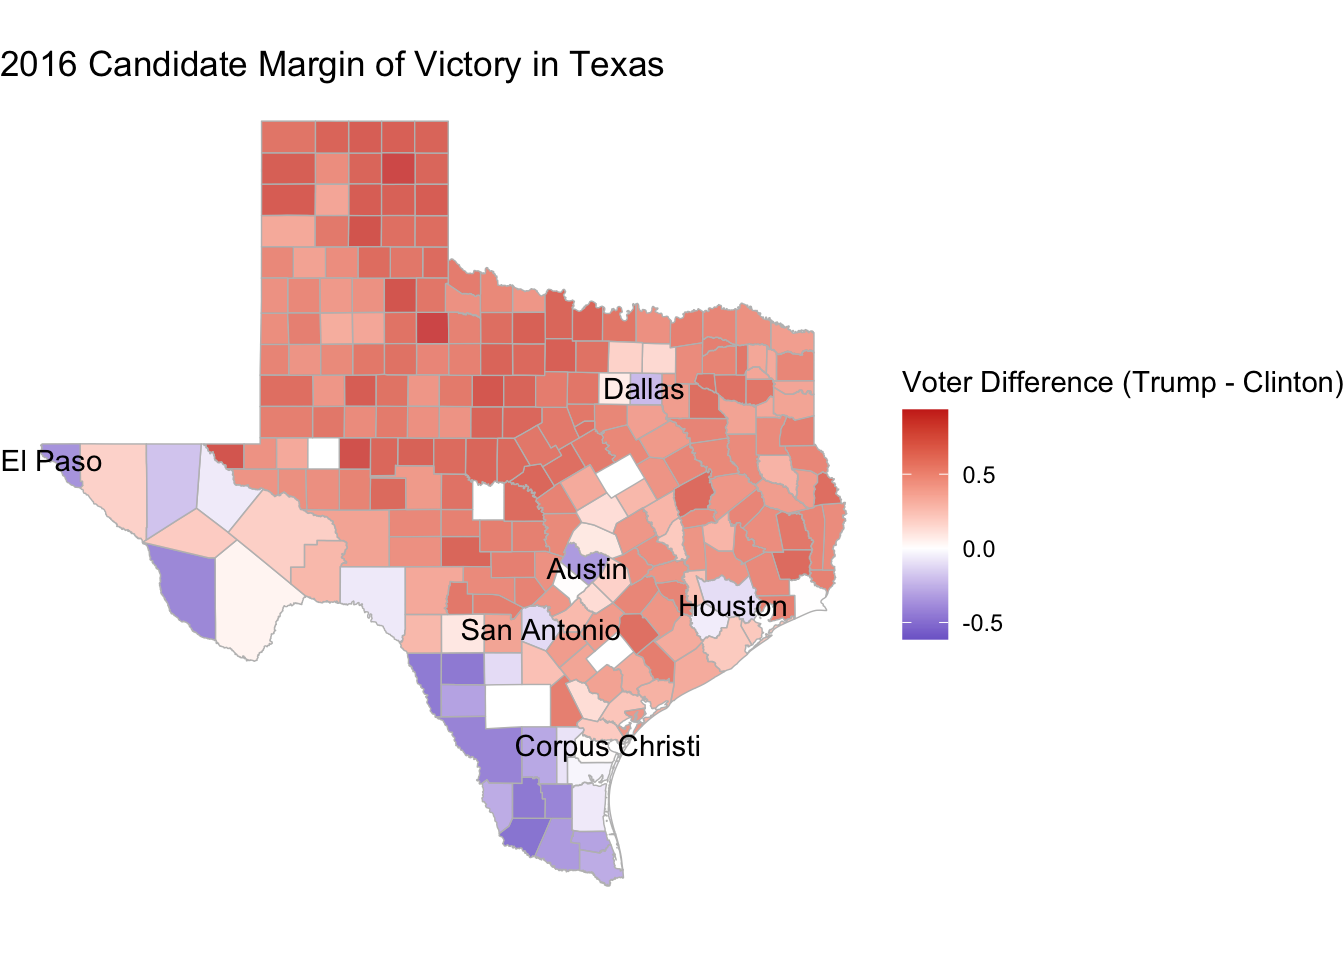 2016 Candidate Margin of Victory in Texas
Voter Difference (Trump - Clinton)
Dallas
El Paso
0.5
0.0
Austin
Houston
-0.5
San Antonio
Corpus Christi